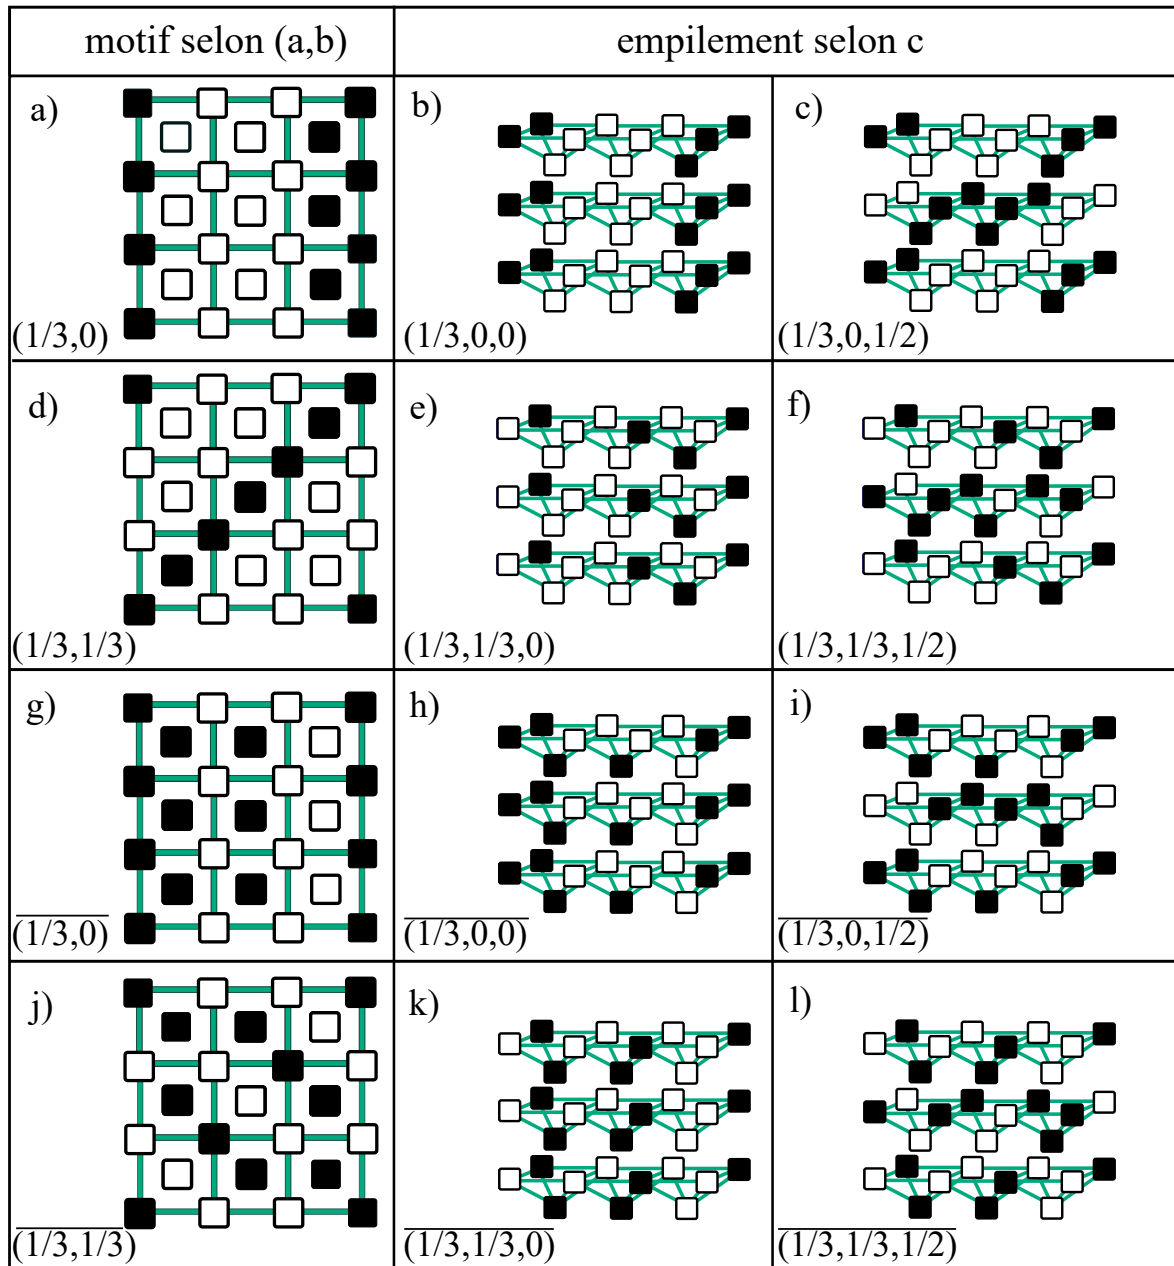 motif selon (a,b)
empilement selon c
a)
b)
c)
(1/3,0)
(1/3,0,0)
(1/3,0,1/2)
d)
e)
f)
(1/3,1/3)
(1/3,1/3,0)
(1/3,1/3,1/2)
g)
h)
i)
(1/3,0)
(1/3,0,0)
(1/3,0,1/2)
j)
k)
l)
(1/3,1/3)
(1/3,1/3,0)
(1/3,1/3,1/2)